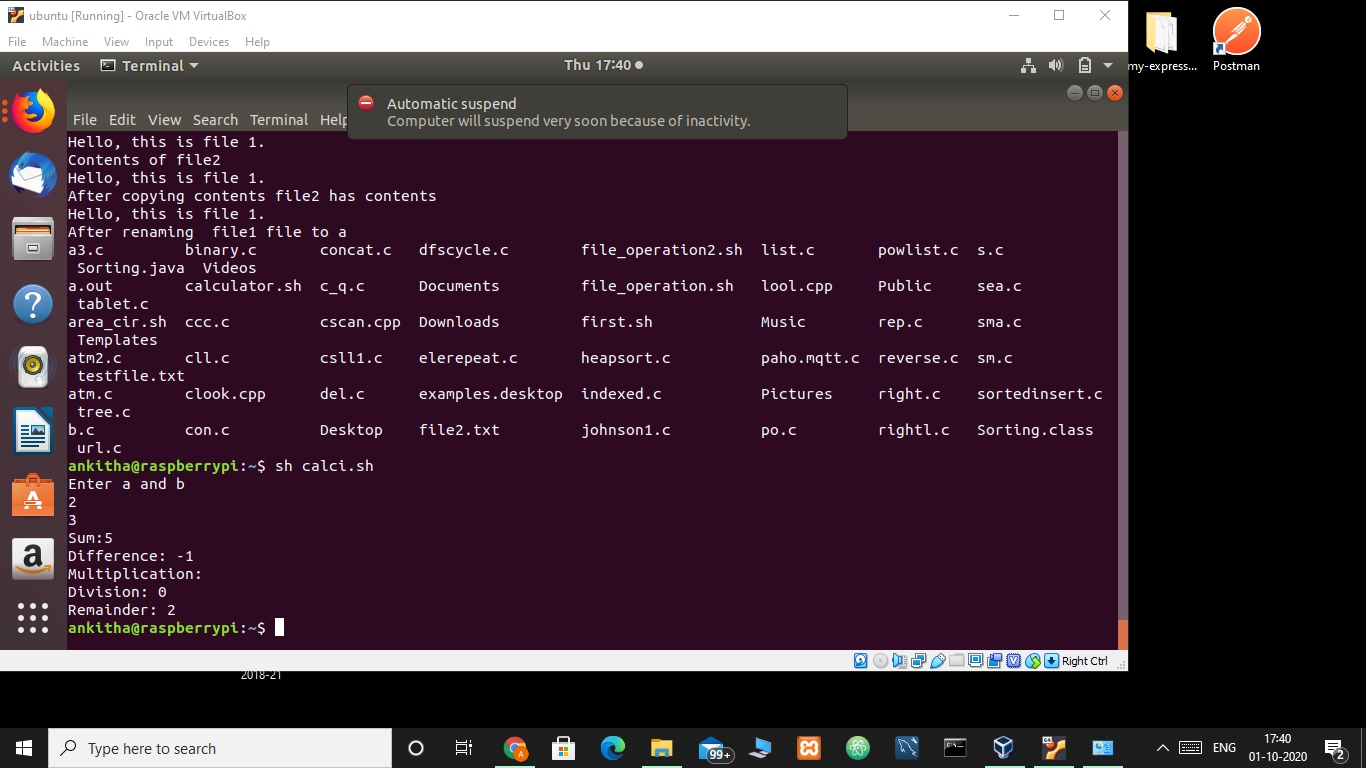 ubuntu [Running] - Oracle VM VirtualBox
File Machine View Input Devices Help
my-express... Postman
Activities Terminal Thu 17:40
Automatic suspend
Computer will suspend very soon because of inactivity.
File Edit View Search Terminal Help
Hello, this is file 1.
Contents of file2
Hello, this is file 1.
After copying contents file2 has contents
Hello, this is file 1.
After renaming  file1 file to a
a3.c binary.c concat.c dfscycle.c file_operation2.sh list.c powlist.c s.c
Sorting.java Videos
a.out calculator.sh c_q.c Documents file_operation.sh lool.cpp Public sea.c
tablet.c
area_cir.sh ccc.c cscan.cpp Downloads first.sh Music rep.c sma.c
Templates
atm2.c cll.c csll1.c elerepeat.c heapsort.c paho.mqtt.c reverse.c sm.c
testfile.txt
atm.c clook.cpp del.c examples.desktop indexed.c Pictures right.c sortedinsert.c
tree.c
b.c con.c Desktop file2.txt johnson1.c po.c rightl.c Sorting.class
url.c
ankitha@raspberrypi:~$ sh calci.sh
Enter a and b
2
3
Sum:5
Difference: -1
Multiplication:
Division: 0
Remainder: 2
ankitha@raspberrypi:~$
Right Ctrl
2018-21
Type here to search
99+
ENG
17:40
01-10-2020
2